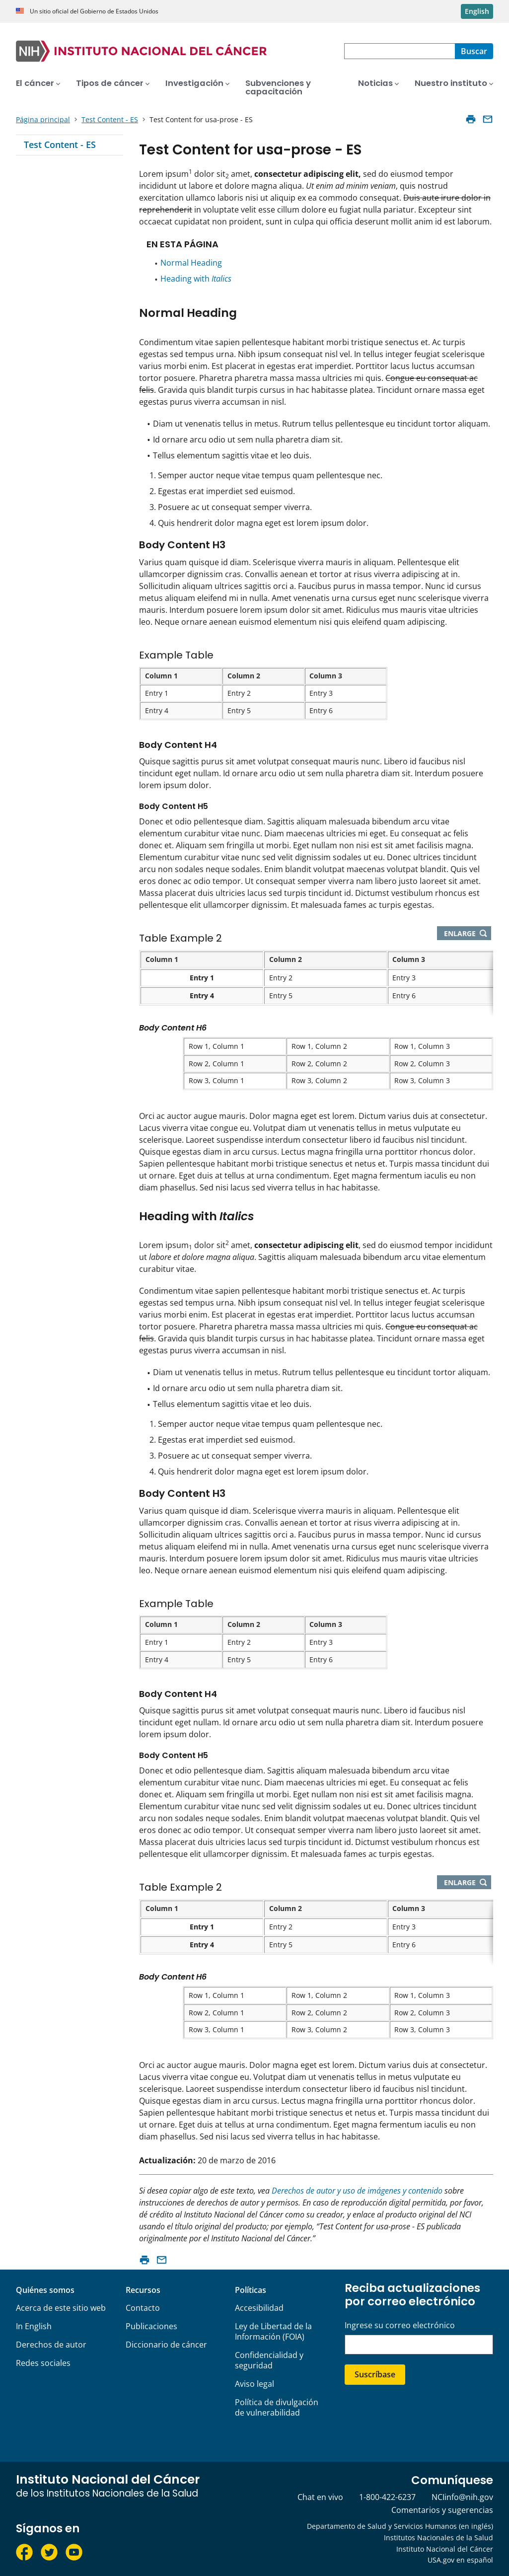 Un sitio oficial del Gobierno de Estados Unidos
English
NIH INSTITUTO NACIONAL DEL CÁNCER
Buscar
El cáncer
Tipos de cáncer
Investigación
Subvenciones y
capacitación
Noticias
Nuestro instituto
Página principal > Test Content - ES > Test Content for usa-prose - ES
Test Content - ES
Test Content for usa-prose - ES
Lorem ipsum1 dolor sit2 amet, consectetur adipiscing elit, sed do eiusmod tempor
incididunt ut labore et dolore magna aliqua. Ut enim ad minim veniam, quis nostrud
exercitation ullamco laboris nisi ut aliquip ex ea commodo consequat. Duis aute irure dolor in
reprehenderit in voluptate velit esse cillum dolore eu fugiat nulla pariatur. Excepteur sint
occaecat cupidatat non proident, sunt in culpa qui officia deserunt mollit anim id est laborum.
EN ESTA PÁGINA
• Normal Heading
• Heading with Italics
Normal Heading
Condimentum vitae sapien pellentesque habitant morbi tristique senectus et. Ac turpis
egestas sed tempus urna. Nibh ipsum consequat nisl vel. In tellus integer feugiat scelerisque
varius morbi enim. Est placerat in egestas erat imperdiet. Porttitor lacus luctus accumsan
tortor posuere. Pharetra pharetra massa massa ultricies mi quis. Congue eu consequat ac
felis. Gravida quis blandit turpis cursus in hac habitasse platea. Tincidunt ornare massa eget
egestas purus viverra accumsan in nisl.
• Diam ut venenatis tellus in metus. Rutrum tellus pellentesque eu tincidunt tortor aliquam.
• Id ornare arcu odio ut sem nulla pharetra diam sit.
• Tellus elementum sagittis vitae et leo duis.
1. Semper auctor neque vitae tempus quam pellentesque nec.
2. Egestas erat imperdiet sed euismod.
3. Posuere ac ut consequat semper viverra.
4. Quis hendrerit dolor magna eget est lorem ipsum dolor.
Body Content H3
Varius quam quisque id diam. Scelerisque viverra mauris in aliquam. Pellentesque elit
ullamcorper dignissim cras. Convallis aenean et tortor at risus viverra adipiscing at in.
Sollicitudin aliquam ultrices sagittis orci a. Faucibus purus in massa tempor. Nunc id cursus
metus aliquam eleifend mi in nulla. Amet venenatis urna cursus eget nunc scelerisque viverra
mauris. Interdum posuere lorem ipsum dolor sit amet. Ridiculus mus mauris vitae ultricies
leo. Neque ornare aenean euismod elementum nisi quis eleifend quam adipiscing.
Example Table
Column 1 Column 2 Column 3
Entry 1 Entry 2 Entry 3
Entry 4 Entry 5 Entry 6
Body Content H4
Quisque sagittis purus sit amet volutpat consequat mauris nunc. Libero id faucibus nisl
tincidunt eget nullam. Id ornare arcu odio ut sem nulla pharetra diam sit. Interdum posuere
lorem ipsum dolor.
Body Content H5
Donec et odio pellentesque diam. Sagittis aliquam malesuada bibendum arcu vitae
elementum curabitur vitae nunc. Diam maecenas ultricies mi eget. Eu consequat ac felis
donec et. Aliquam sem fringilla ut morbi. Eget nullam non nisi est sit amet facilisis magna.
Elementum curabitur vitae nunc sed velit dignissim sodales ut eu. Donec ultrices tincidunt
arcu non sodales neque sodales. Enim blandit volutpat maecenas volutpat blandit. Quis vel
eros donec ac odio tempor. Ut consequat semper viverra nam libero justo laoreet sit amet.
Massa placerat duis ultricies lacus sed turpis tincidunt id. Dictumst vestibulum rhoncus est
pellentesque elit ullamcorper dignissim. Et malesuada fames ac turpis egestas.
ENLARGE
Table Example 2
Column 1 Column 2 Column 3
Entry 1 Entry 2 Entry 3
Entry 4 Entry 5 Entry 6
Body Content H6
Row 1, Column 1 Row 1, Column 2 Row 1, Column 3
Row 2, Column 1 Row 2, Column 2 Row 2, Column 3
Row 3, Column 1 Row 3, Column 2 Row 3, Column 3
Orci ac auctor augue mauris. Dolor magna eget est lorem. Dictum varius duis at consectetur.
Lacus viverra vitae congue eu. Volutpat diam ut venenatis tellus in metus vulputate eu
scelerisque. Laoreet suspendisse interdum consectetur libero id faucibus nisl tincidunt.
Quisque egestas diam in arcu cursus. Lectus magna fringilla urna porttitor rhoncus dolor.
Sapien pellentesque habitant morbi tristique senectus et netus et. Turpis massa tincidunt dui
ut ornare. Eget duis at tellus at urna condimentum. Eget magna fermentum iaculis eu non
diam phasellus. Sed nisi lacus sed viverra tellus in hac habitasse.
Heading with Italics
Lorem ipsum1 dolor sit2 amet, consectetur adipiscing elit, sed do eiusmod tempor incididunt
ut labore et dolore magna aliqua. Sagittis aliquam malesuada bibendum arcu vitae elementum
curabitur vitae.
Condimentum vitae sapien pellentesque habitant morbi tristique senectus et. Ac turpis
egestas sed tempus urna. Nibh ipsum consequat nisl vel. In tellus integer feugiat scelerisque
varius morbi enim. Est placerat in egestas erat imperdiet. Porttitor lacus luctus accumsan
tortor posuere. Pharetra pharetra massa massa ultricies mi quis. Congue eu consequat ac
felis. Gravida quis blandit turpis cursus in hac habitasse platea. Tincidunt ornare massa eget
egestas purus viverra accumsan in nisl.
• Diam ut venenatis tellus in metus. Rutrum tellus pellentesque eu tincidunt tortor aliquam.
• Id ornare arcu odio ut sem nulla pharetra diam sit.
• Tellus elementum sagittis vitae et leo duis.
1. Semper auctor neque vitae tempus quam pellentesque nec.
2. Egestas erat imperdiet sed euismod.
3. Posuere ac ut consequat semper viverra.
4. Quis hendrerit dolor magna eget est lorem ipsum dolor.
Body Content H3
Varius quam quisque id diam. Scelerisque viverra mauris in aliquam. Pellentesque elit
ullamcorper dignissim cras. Convallis aenean et tortor at risus viverra adipiscing at in.
Sollicitudin aliquam ultrices sagittis orci a. Faucibus purus in massa tempor. Nunc id cursus
metus aliquam eleifend mi in nulla. Amet venenatis urna cursus eget nunc scelerisque viverra
mauris. Interdum posuere lorem ipsum dolor sit amet. Ridiculus mus mauris vitae ultricies
leo. Neque ornare aenean euismod elementum nisi quis eleifend quam adipiscing.
Example Table
Column 1 Column 2 Column 3
Entry 1 Entry 2 Entry 3
Entry 4 Entry 5 Entry 6
Body Content H4
Quisque sagittis purus sit amet volutpat consequat mauris nunc. Libero id faucibus nisl
tincidunt eget nullam. Id ornare arcu odio ut sem nulla pharetra diam sit. Interdum posuere
lorem ipsum dolor.
Body Content H5
Donec et odio pellentesque diam. Sagittis aliquam malesuada bibendum arcu vitae
elementum curabitur vitae nunc. Diam maecenas ultricies mi eget. Eu consequat ac felis
donec et. Aliquam sem fringilla ut morbi. Eget nullam non nisi est sit amet facilisis magna.
Elementum curabitur vitae nunc sed velit dignissim sodales ut eu. Donec ultrices tincidunt
arcu non sodales neque sodales. Enim blandit volutpat maecenas volutpat blandit. Quis vel
eros donec ac odio tempor. Ut consequat semper viverra nam libero justo laoreet sit amet.
Massa placerat duis ultricies lacus sed turpis tincidunt id. Dictumst vestibulum rhoncus est
pellentesque elit ullamcorper dignissim. Et malesuada fames ac turpis egestas.
ENLARGE
Table Example 2
Column 1 Column 2 Column 3
Entry 1 Entry 2 Entry 3
Entry 4 Entry 5 Entry 6
Body Content H6
Row 1, Column 1 Row 1, Column 2 Row 1, Column 3
Row 2, Column 1 Row 2, Column 2 Row 2, Column 3
Row 3, Column 1 Row 3, Column 2 Row 3, Column 3
Orci ac auctor augue mauris. Dolor magna eget est lorem. Dictum varius duis at consectetur.
Lacus viverra vitae congue eu. Volutpat diam ut venenatis tellus in metus vulputate eu
scelerisque. Laoreet suspendisse interdum consectetur libero id faucibus nisl tincidunt.
Quisque egestas diam in arcu cursus. Lectus magna fringilla urna porttitor rhoncus dolor.
Sapien pellentesque habitant morbi tristique senectus et netus et. Turpis massa tincidunt dui
ut ornare. Eget duis at tellus at urna condimentum. Eget magna fermentum iaculis eu non
diam phasellus. Sed nisi lacus sed viverra tellus in hac habitasse.
Actualización: 20 de marzo de 2016
Si desea copiar algo de este texto, vea Derechos de autor y uso de imágenes y contenido sobre
instrucciones de derechos de autor y permisos. En caso de reproducción digital permitida, por favor,
dé crédito al Instituto Nacional del Cáncer como su creador, y enlace al producto original del NCI
usando el título original del producto; por ejemplo, “Test Content for usa-prose - ES publicada
originalmente por el Instituto Nacional del Cáncer.”
Quiénes somos
Acerca de este sitio web
In English
Derechos de autor
Redes sociales
Recursos
Contacto
Publicaciones
Diccionario de cáncer
Políticas
Accesibilidad
Ley de Libertad de la
Información (FOIA)
Confidencialidad y
seguridad
Aviso legal
Política de divulgación
de vulnerabilidad
Reciba actualizaciones
por correo electrónico
Ingrese su correo electrónico
Suscríbase
Instituto Nacional del Cáncer
de los Institutos Nacionales de la Salud
Síganos en
Comuníquese
Chat en vivo 1-800-422-6237 NCIinfo@nih.gov
Comentarios y sugerencias
Departamento de Salud y Servicios Humanos (en inglés)
Institutos Nacionales de la Salud
Instituto Nacional del Cáncer
USA.gov en español